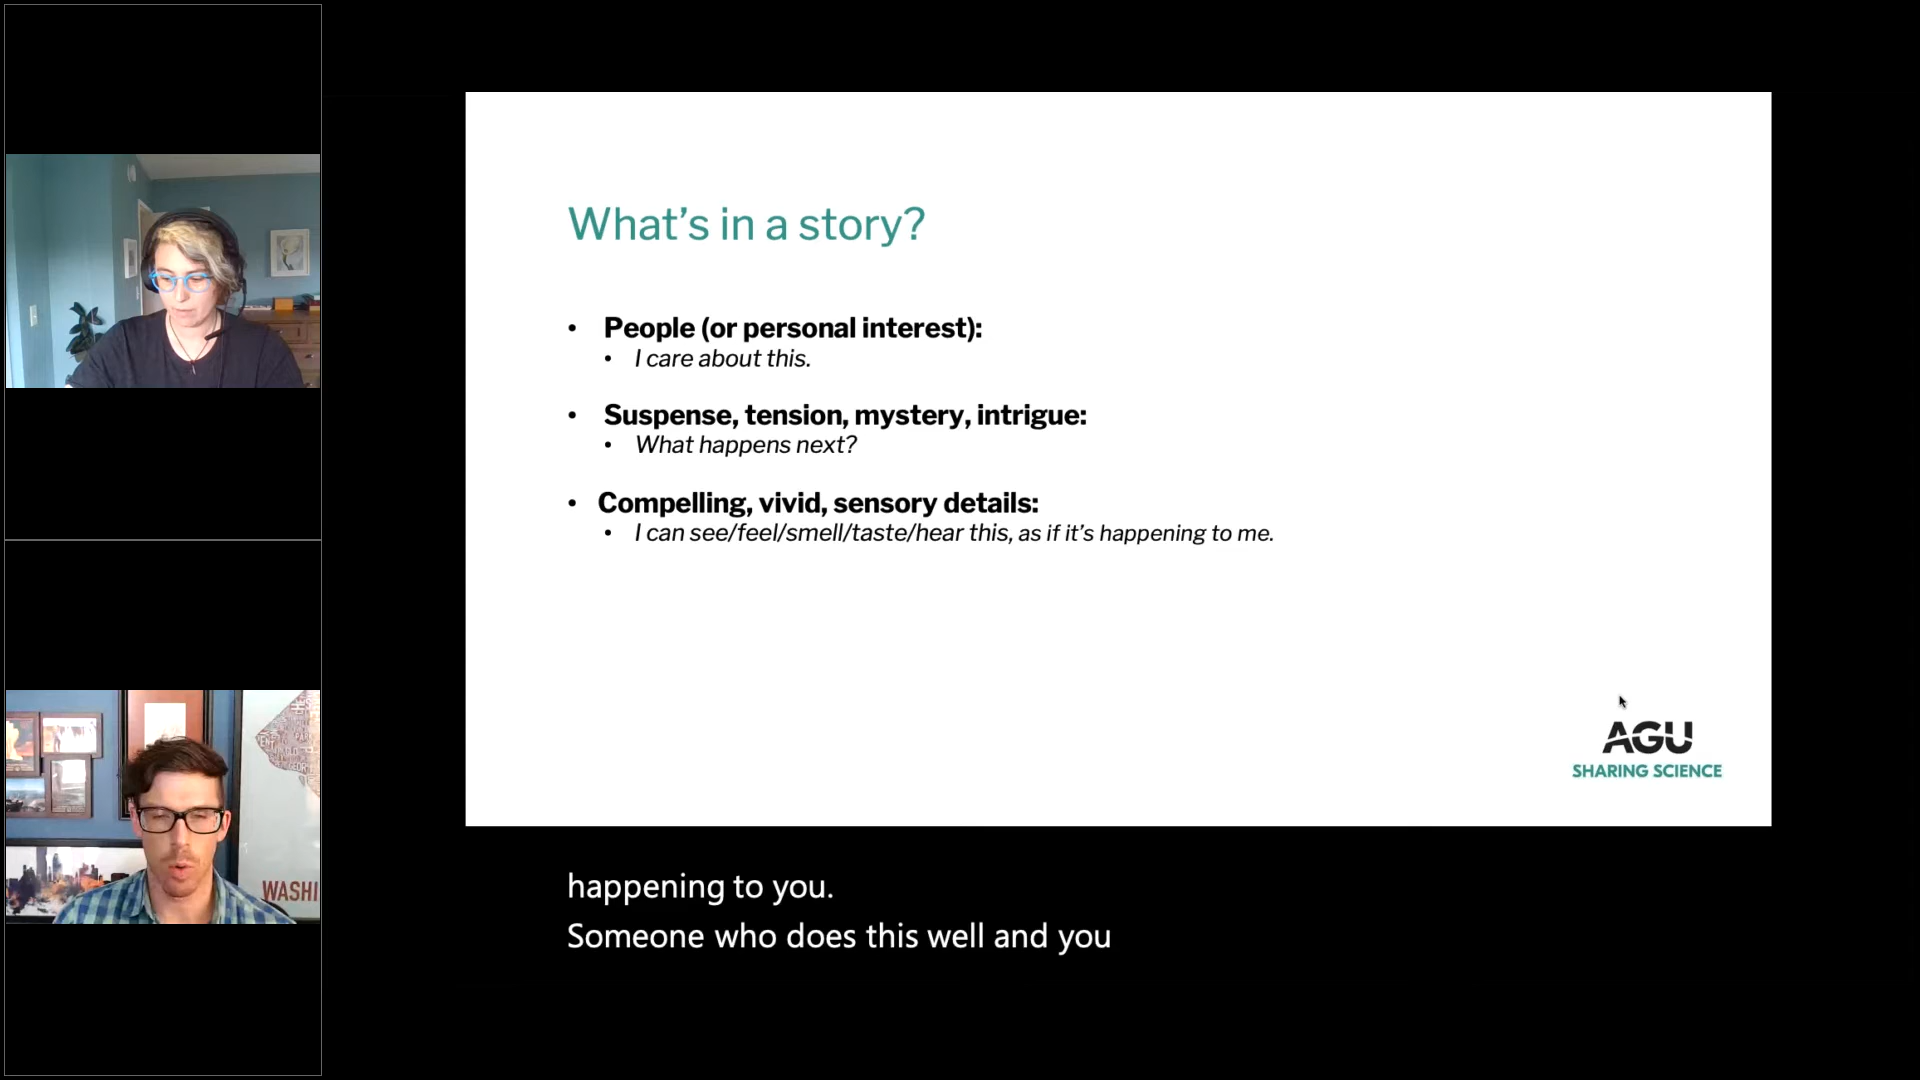 What's in a story?
• People (or personal interest):
• I care about this.
• Suspense, tension, mystery, intrigue:
• What happens next?
• Compelling, vivid, sensory details:
• I can see/feel/smell/taste/hear this, as if it's happening to me.
AGU
SHARING SCIENCE
happening to you.
Someone who does this well and you
WASHI